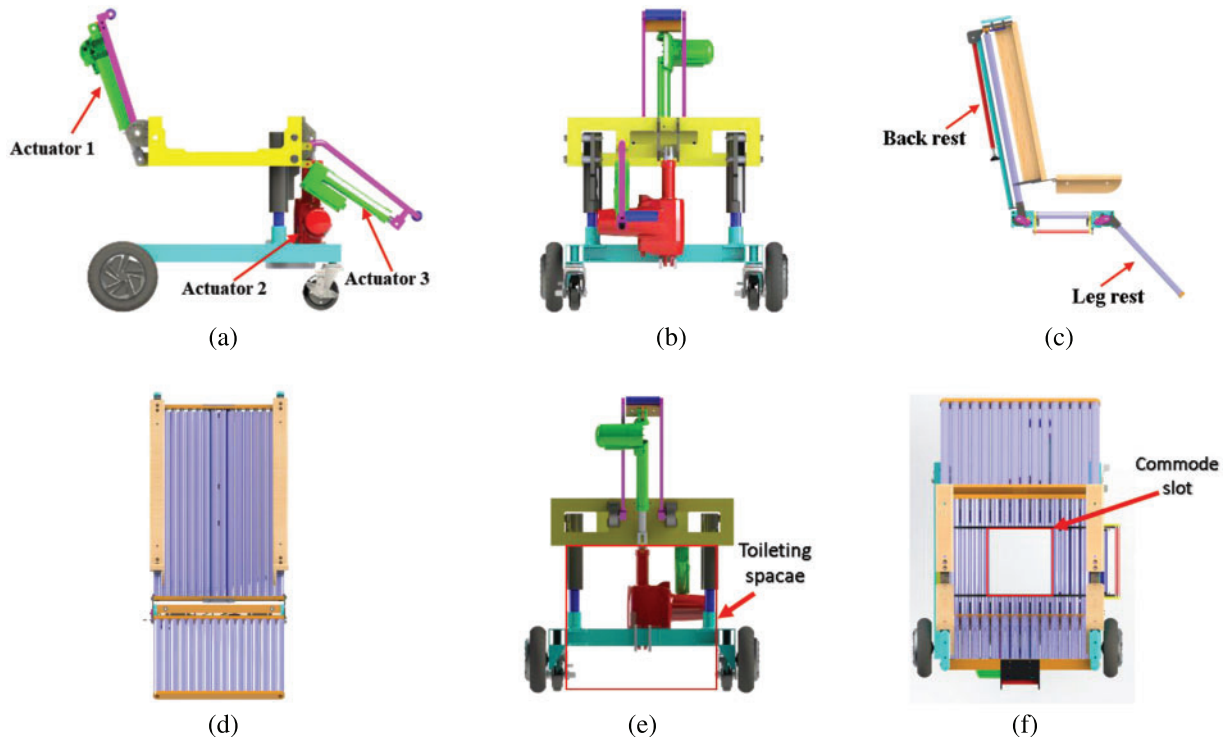 Actuator 1
Actuator 2
Actuator 3
(a)
(b)
Back rest
Leg rest
(c)
(d)
Toileting
spacae
(e)
Commode
slot
(f)